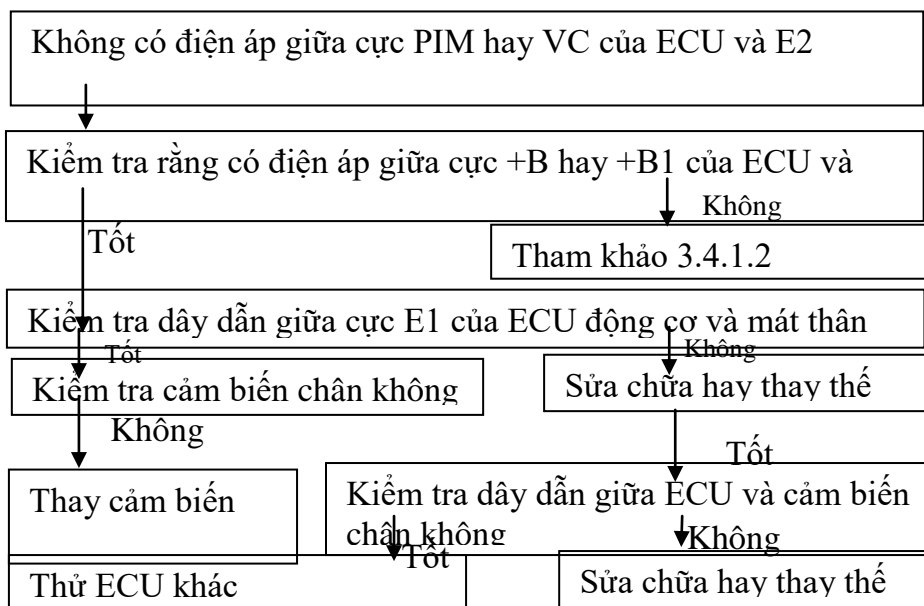 Không có điện áp giữa cực PIM hay VC của ECU và E2
Kiểm tra rằng có điện áp giữa cực +B hay +B1 của ECU và
Không
Tốt
Tham khảo 3.4.1.2
Kiểm tra dây dẫn giữa cực E1 của ECU động cơ và mát thân
Tốt
Không
Kiểm tra cảm biến chân không
Sửa chữa hay thay thế
Không
Tốt
Thay cảm biến
Kiểm tra dây dẫn giữa ECU và cảm biến
chân không
Không
Tốt
Thử ECU khác
Sửa chữa hay thay thế